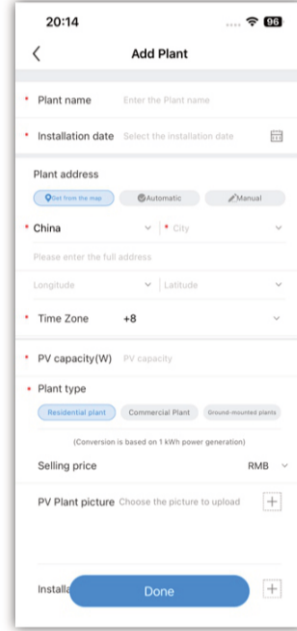 20:14 96
Add Plant
* Plant name Enter the Plant name
* Installation date Select the installation date
Plant address
Get from the map Automatic Manual
* China * City
Please enter the full address
Longitude Latitude
* Time Zone +8
* PV capacity(W) PV capacity
* Plant type
Residential plant Commercial Plant Ground-mounted plants
(Conversion is based on 1 kWh power generation)
Selling price RMB
PV Plant picture Choose the picture to upload
Installa
Done